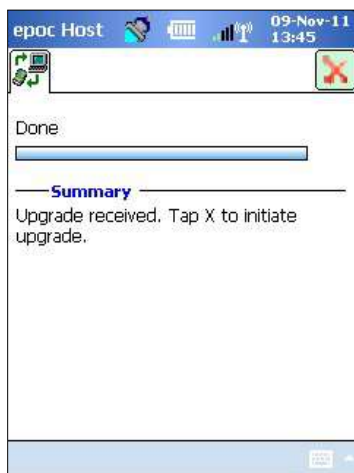 epoc Host
09-Nov-11
13:45
Done
Summary
Upgrade received. Tap X to initiate
upgrade.